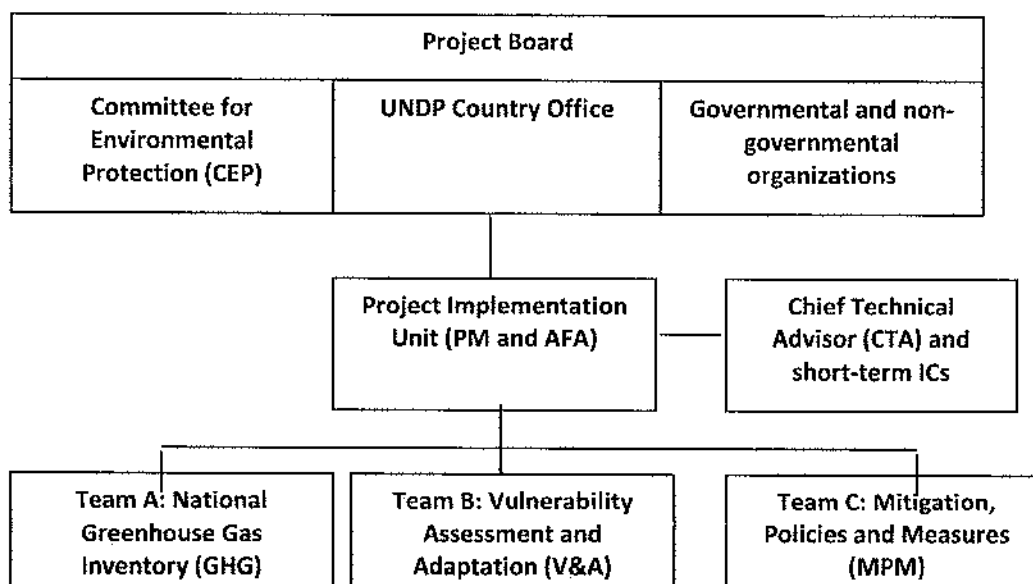 Project Board
Committee for
Environmental
Protection (CEP)
UNDP Country Office
Governmental and non-
governmental
organizations
Project Implementation
Unit (PM and AFA)
Chief Technical
Advisor (CTA) and
short-term ICs
Team A: National
Greenhouse Gas
Inventory (GHG)
Team B: Vulnerability
Assessment and
Adaptation (V&A)
Team C: Mitigation,
Policies and Measures
(MPM)